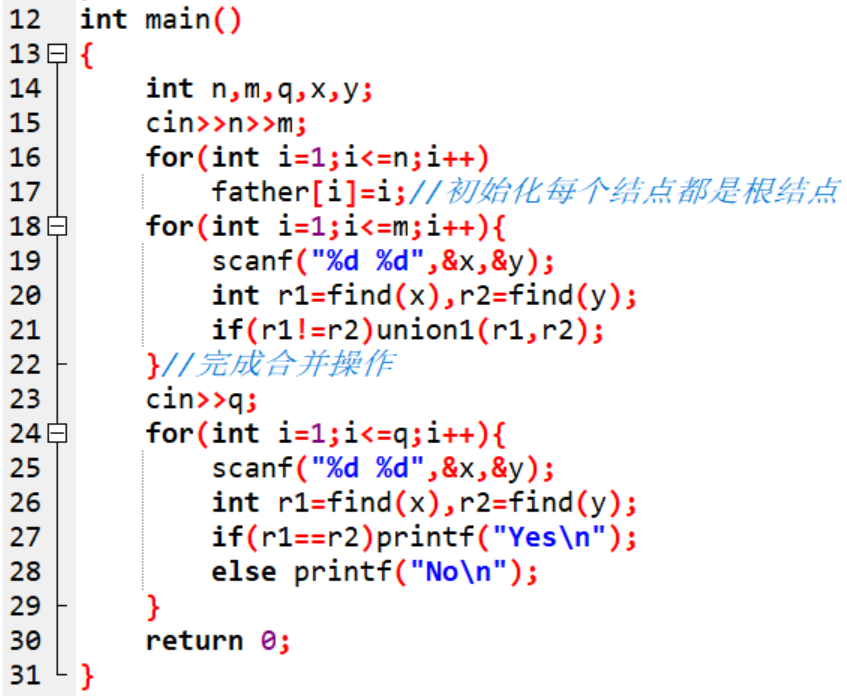 12 int main()
13 {
14 int n,m,q,x,y;
15 cin>>n>>m;
16 for(int i=1;i<=n;i++)
17 father[i]=i;//初始化每个结点都是根结点
18 for(int i=1;i<=m;i++){
19 scanf("%d %d",&x,&y);
20 int r1=find(x),r2=find(y);
21 if(r1!=r2)union1(r1,r2);
22 }//完成合并操作
23 cin>>q;
24 for(int i=1;i<=q;i++){
25 scanf("%d %d",&x,&y);
26 int r1=find(x),r2=find(y);
27 if(r1==r2)printf("Yes\n");
28 else printf("No\n");
29 }
30 return 0;
31 }